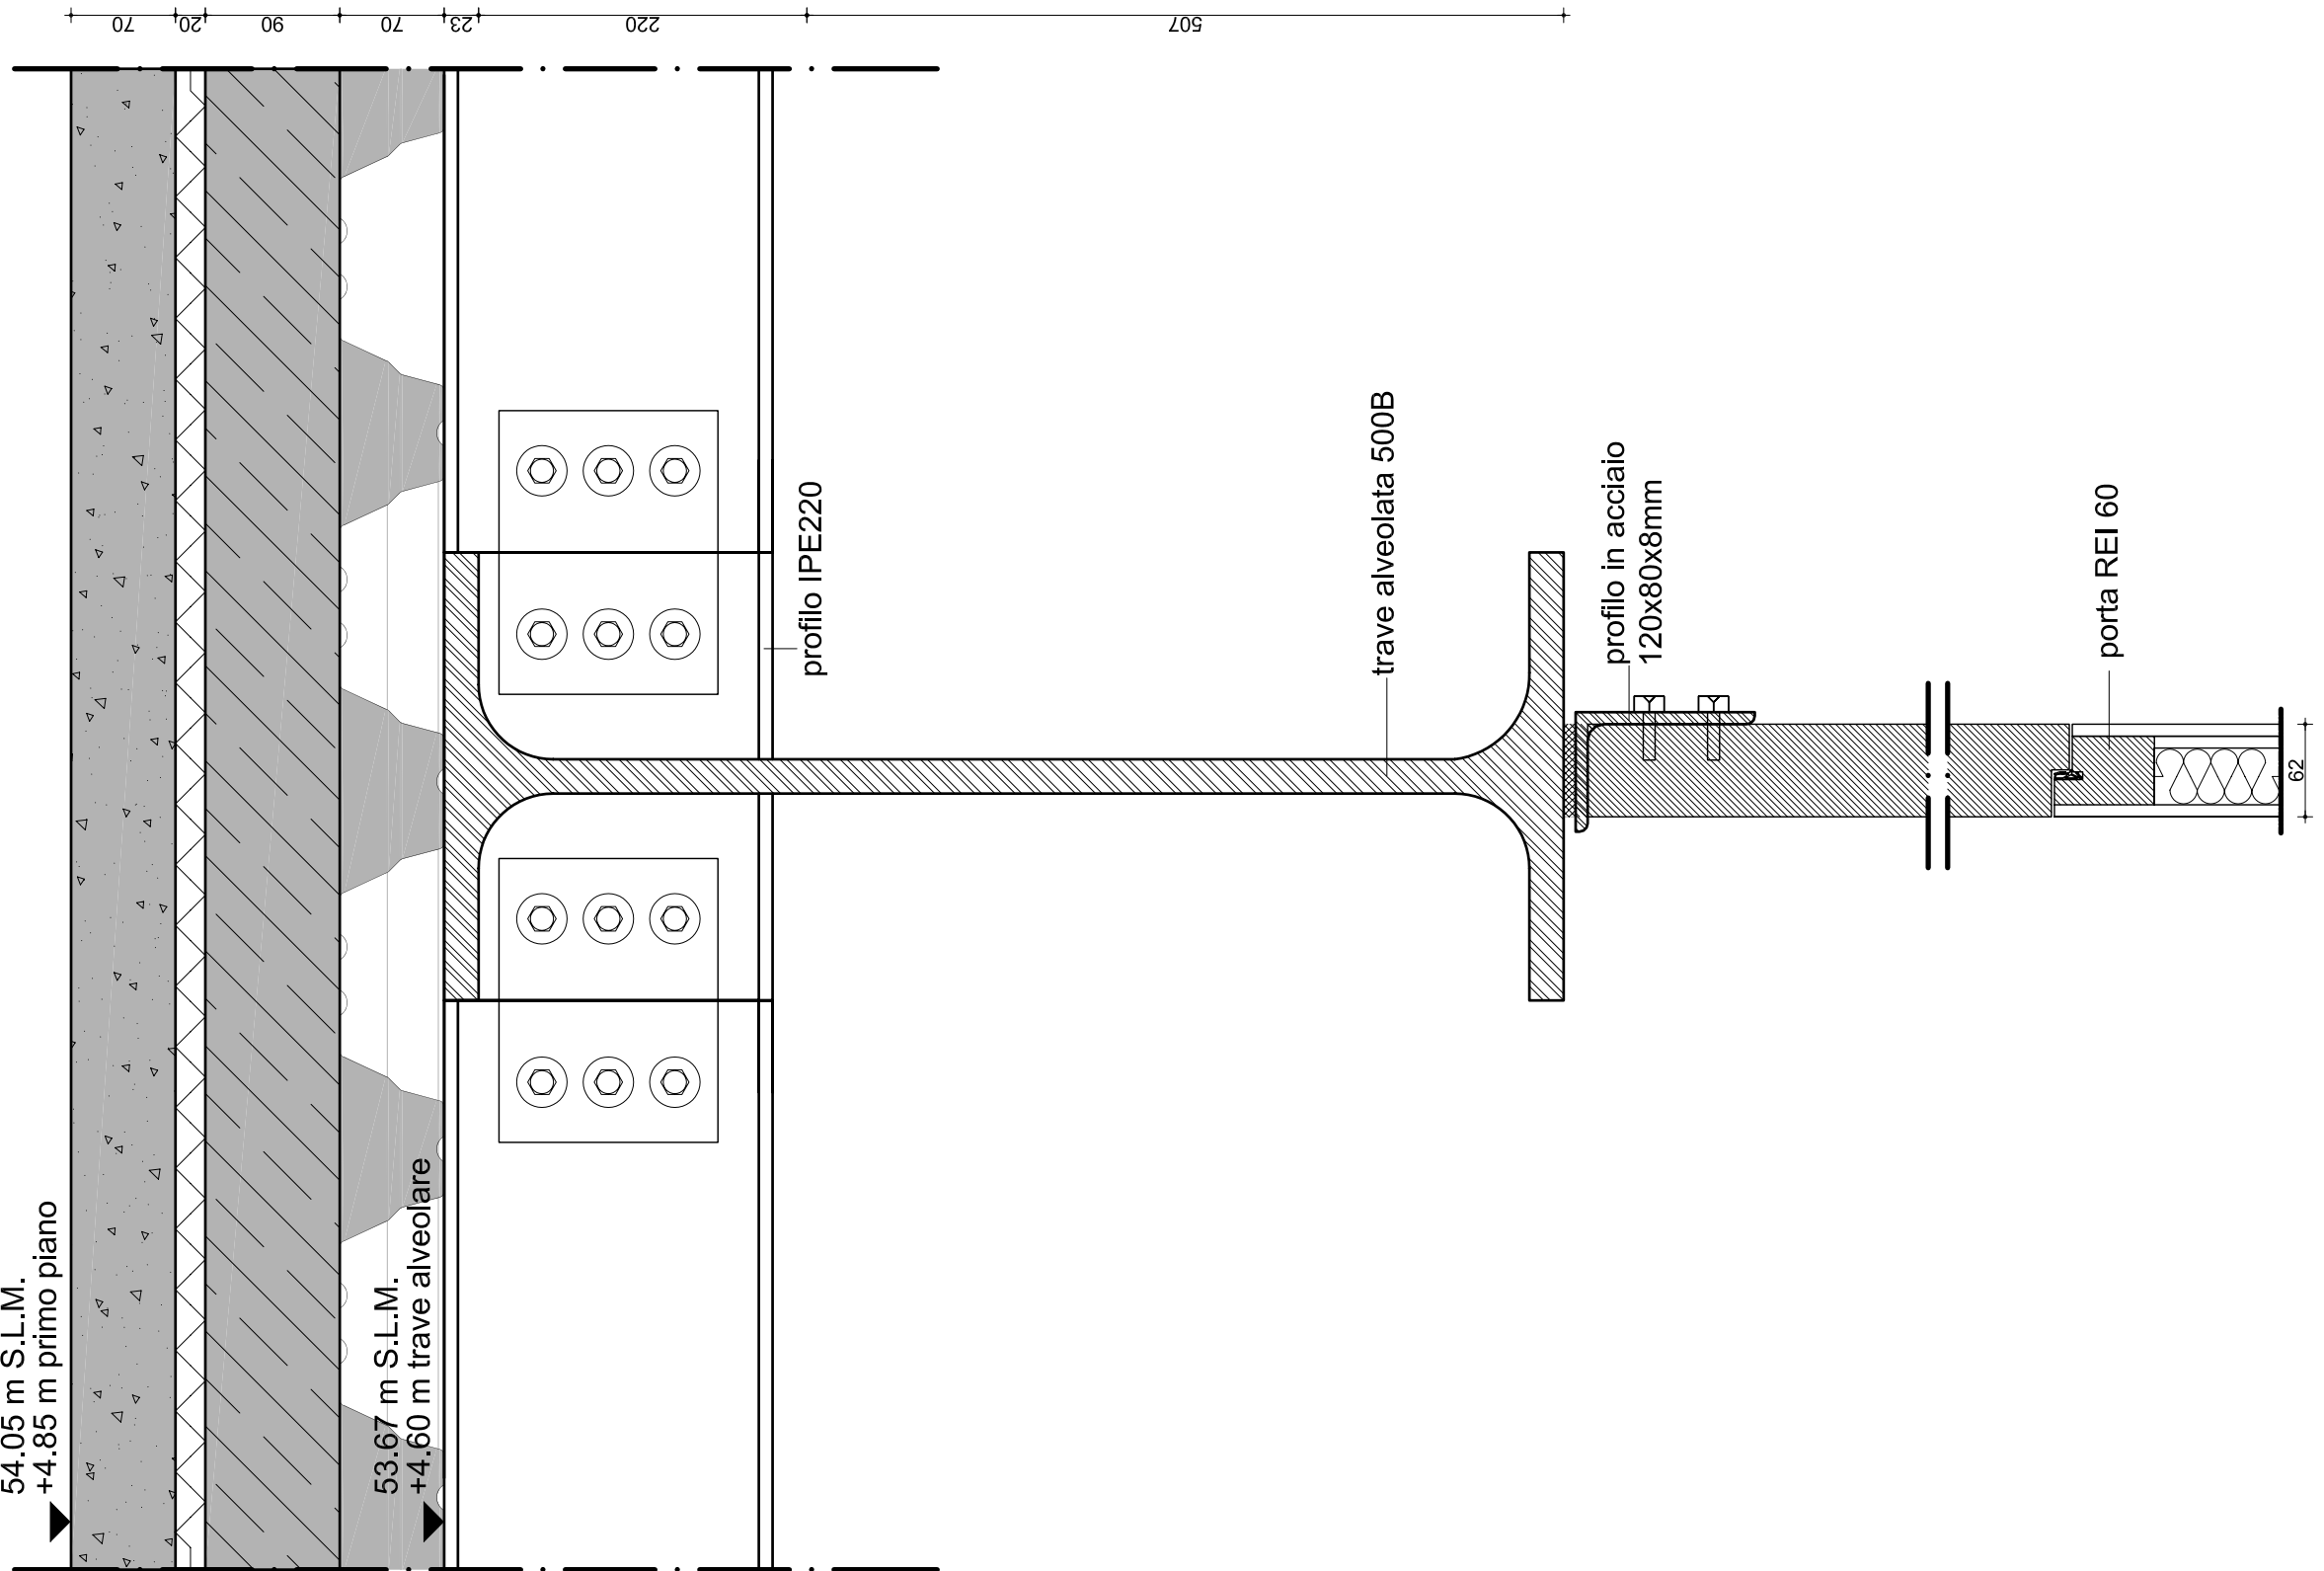 54.05 m S.L.M.
+4.85 m primo piano
53.67 m S.L.M.
+4.60 m trave alveolare
70
20
90
70
23
220
507
profilo IPE220
trave alveolata 500B
profilo in acciaio
120x80x8mm
porta REI 60
62